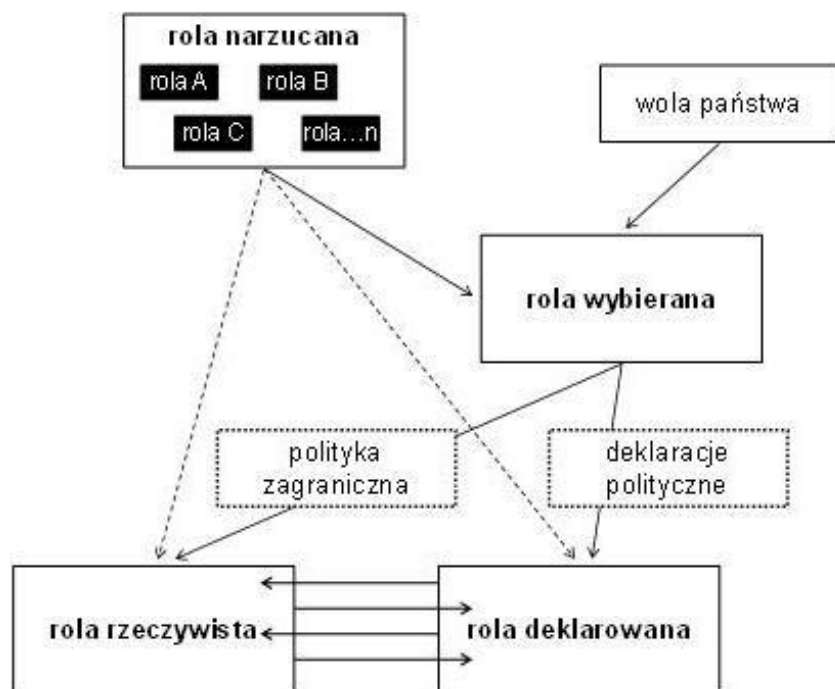 rola narzucana
rola A
rola B
rola C
rola...n
wola państwa
rola wybierana
polityka
zagraniczna
deklaracje
polityczne
rola rzeczywista
rola deklarowana